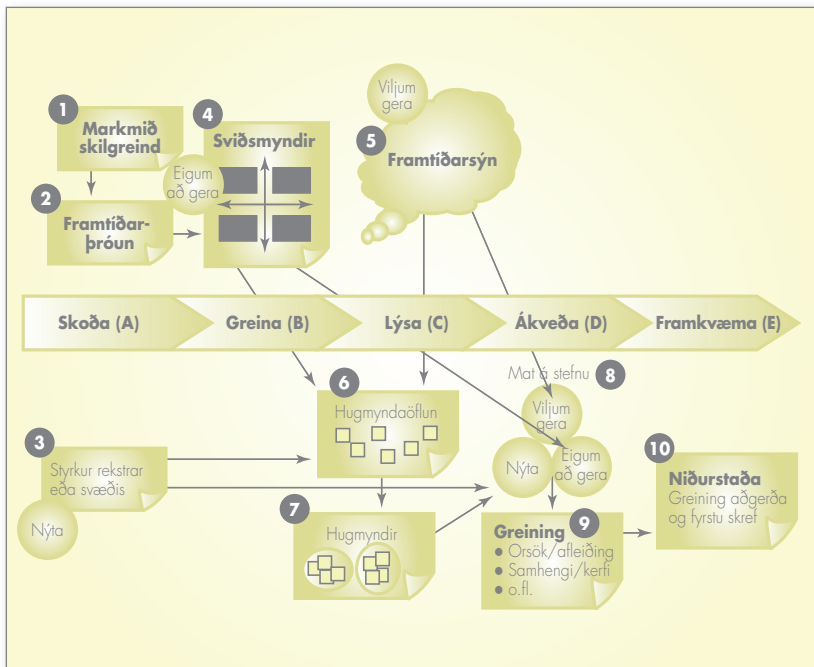 1
Markmið
skilgreind
2
Framtíðar-
þróun
Eigum
að gera
4
Sviðsmyndir
Viljum
gera
5
Framtíðarsýn
Skoða (A)
Greina (B)
Lýsa (C)
Ákveða (D)
Framkvæma (E)
3
Styrkur rekstrar
eða svæðis
Nýta
6
Hugmyndaöflun
7
Hugmyndir
Mat á stefnu 8
Viljum
gera
Nýta
Eigum
að gera
9
Greining
● Orsök/afleiðing
● Samhengi/kerfi
● o.fl.
10
Niðurstaða
Greining aðgerða
og fyrstu skref